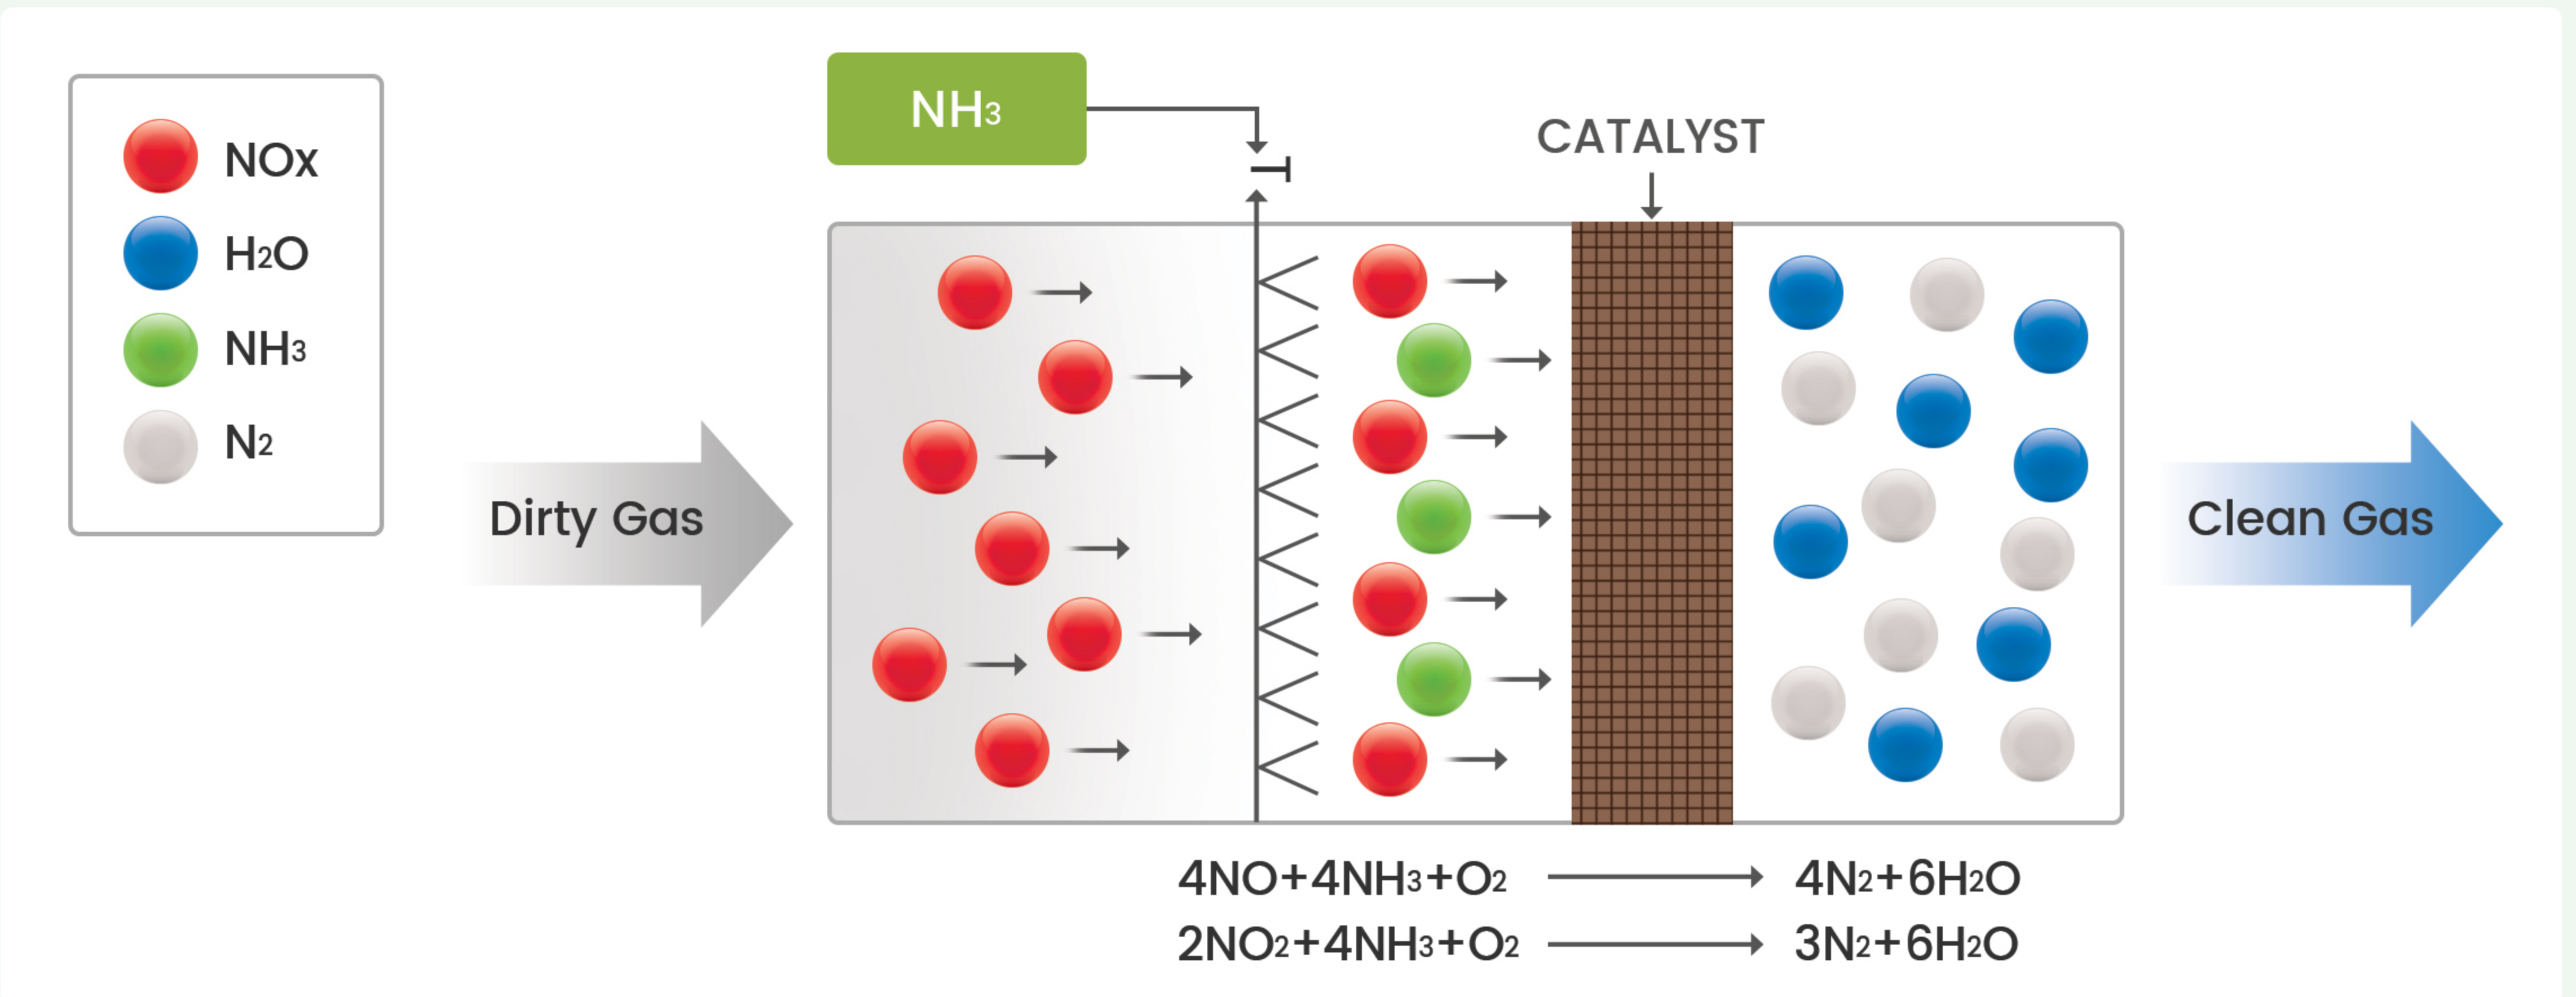 NOx
H2O
NH3
N2
NH3
CATALYST
Dirty Gas
Clean Gas
4NO+4NH3+O2 → 4N2+6H2O
2NO2+4NH3+O2 → 3N2+6H2O